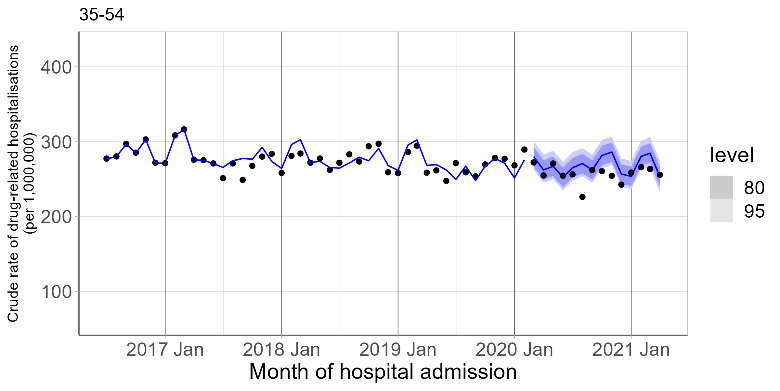 35-54
Crude rate of drug-related hospitalisations
(per 1,000,000)
400
300
200
100
2017 Jan
2018 Jan
2019 Jan
2020 Jan
2021 Jan
Month of hospital admission
level
80
95